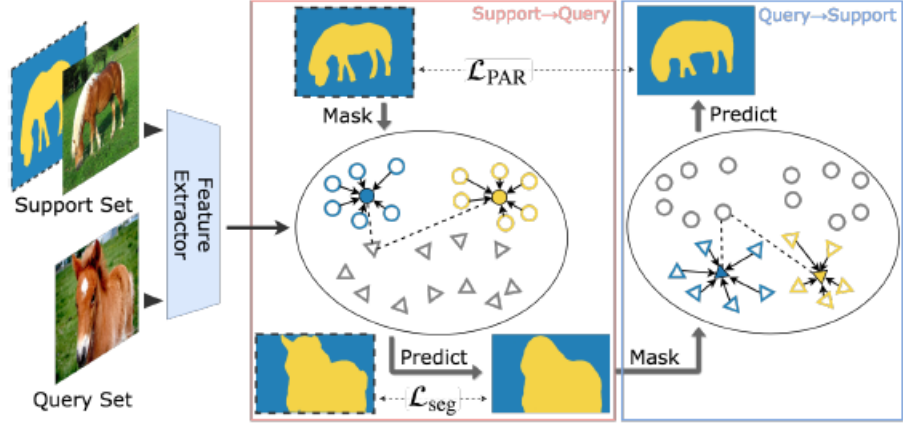 Support→Query
Query→Support
ℒPAR
Mask
Predict
Support Set
Feature
Extractor
Query Set
Predict
Mask
ℒseg